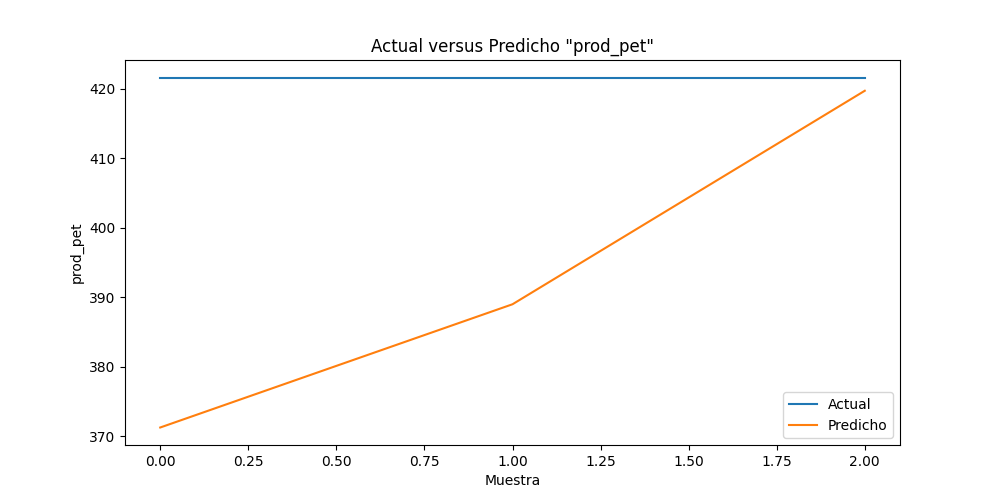 Actual versus Predicho "prod_pet"
prod_pet
420
410
400
390
380
370
0.00 0.25 0.50 0.75 1.00 1.25 1.50 1.75 2.00
Muestra
Actual
Predicho